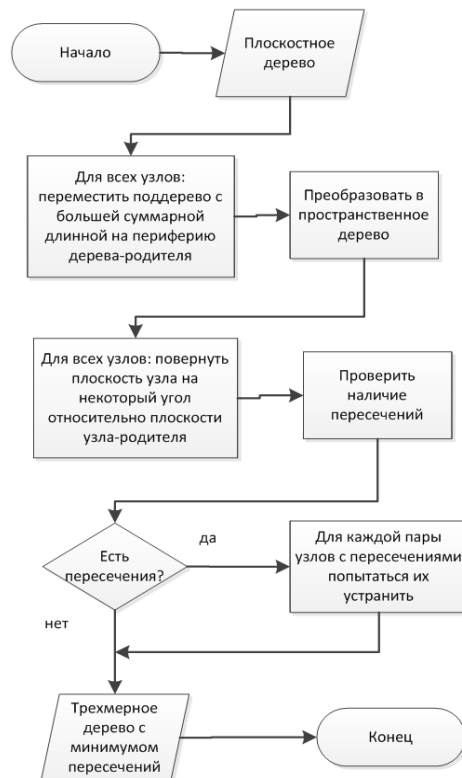 Начало
Плоскостное
дерево
Для всех узлов:
переместить поддерево с
большей суммарной
длинной на периферию
дерева-родителя
Преобразовать в
пространственное
дерево
Для всех узлов: повернуть
плоскость узла на
некоторый угол
относительно плоскости
узла-родителя
Проверить
наличие
пересечений
Есть
пересечения?
да
Для каждой пары
узлов с пересечениями
попытаться их
устранить
нет
Трехмерное
дерево с
минимумом
пересечений
Конец